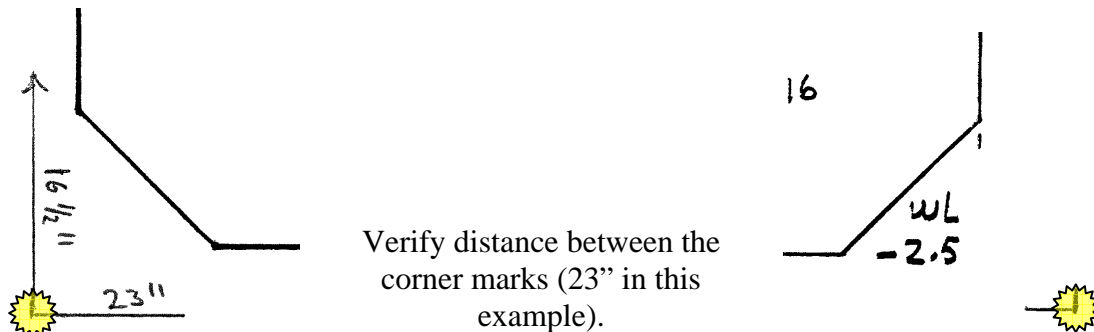 16
16 1/2"
WL
-2.5
Verify distance between the
corner marks (23” in this
example).
23"